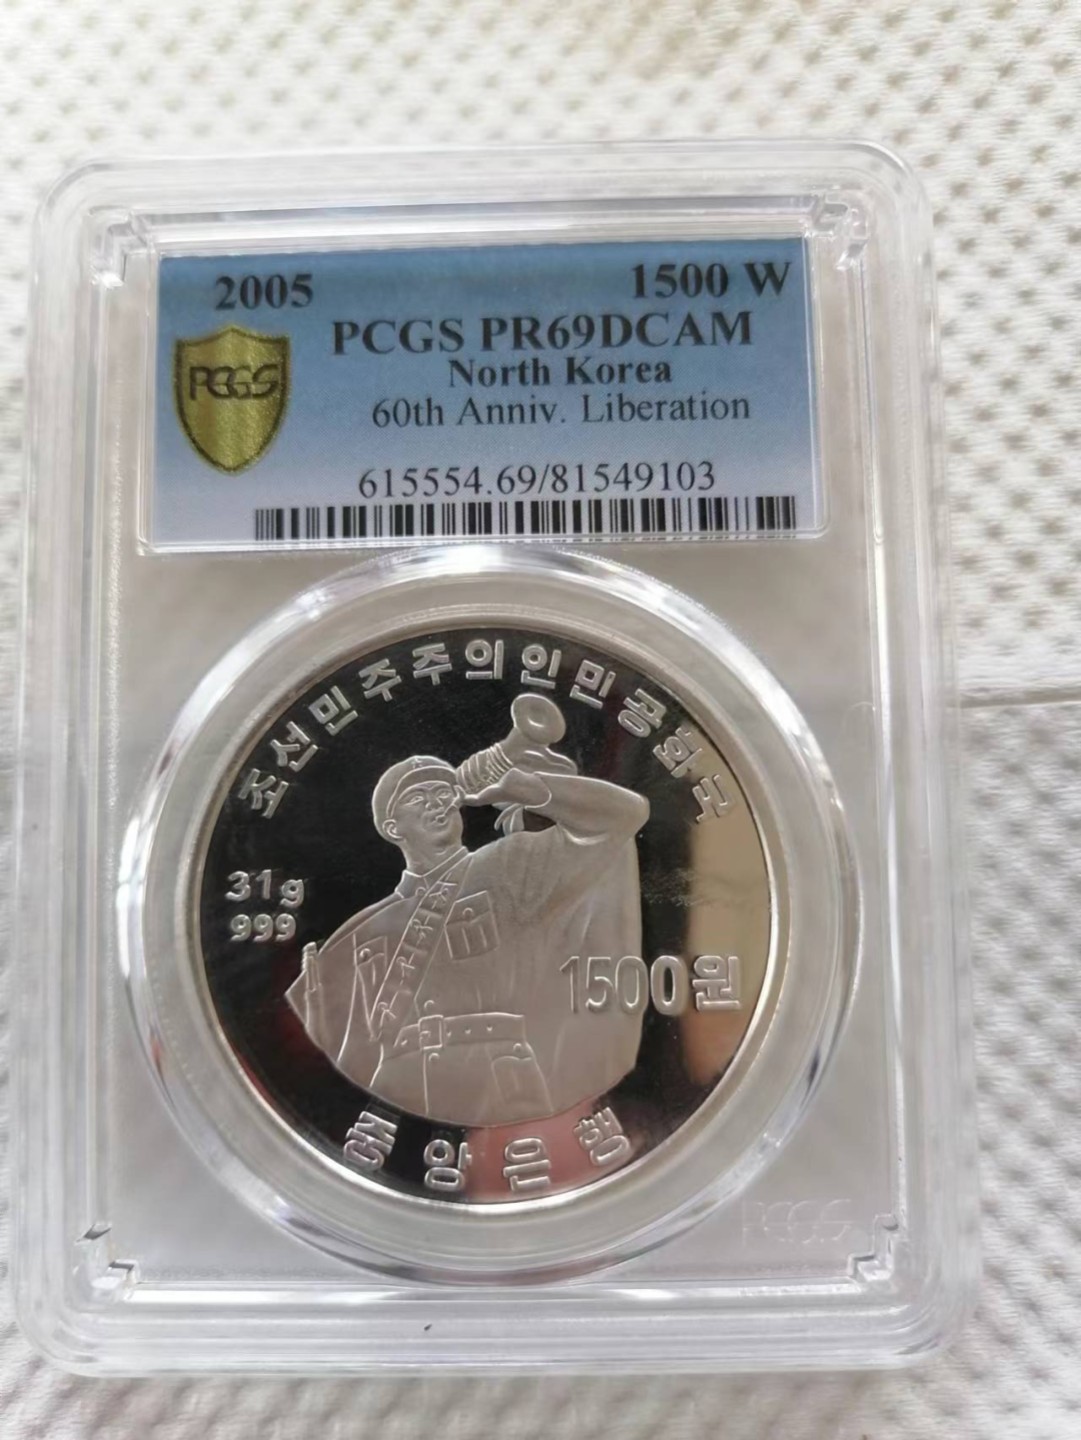 2005 1500 W
PCGS PR69DCAM
North Korea
PCGS
60th Anniv. Liberation
615554.69/81549103
조선민주주의인민공화국
31g
999
1500원
중앙은행
PCGS